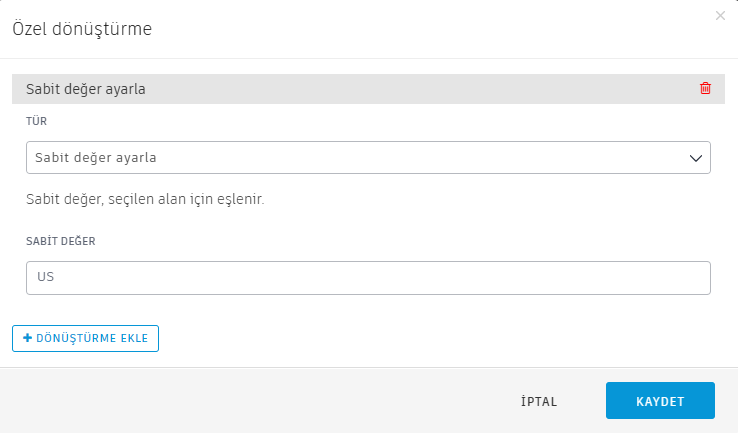 Özel dönüştürme
Sabit değer ayarla
TÜR
Sabit değer ayarla
Sabit değer, seçilen alan için eşlenir.
SABİT DEĞER
US
+ DÖNÜŞTÜRME EKLE
İPTAL
KAYDET